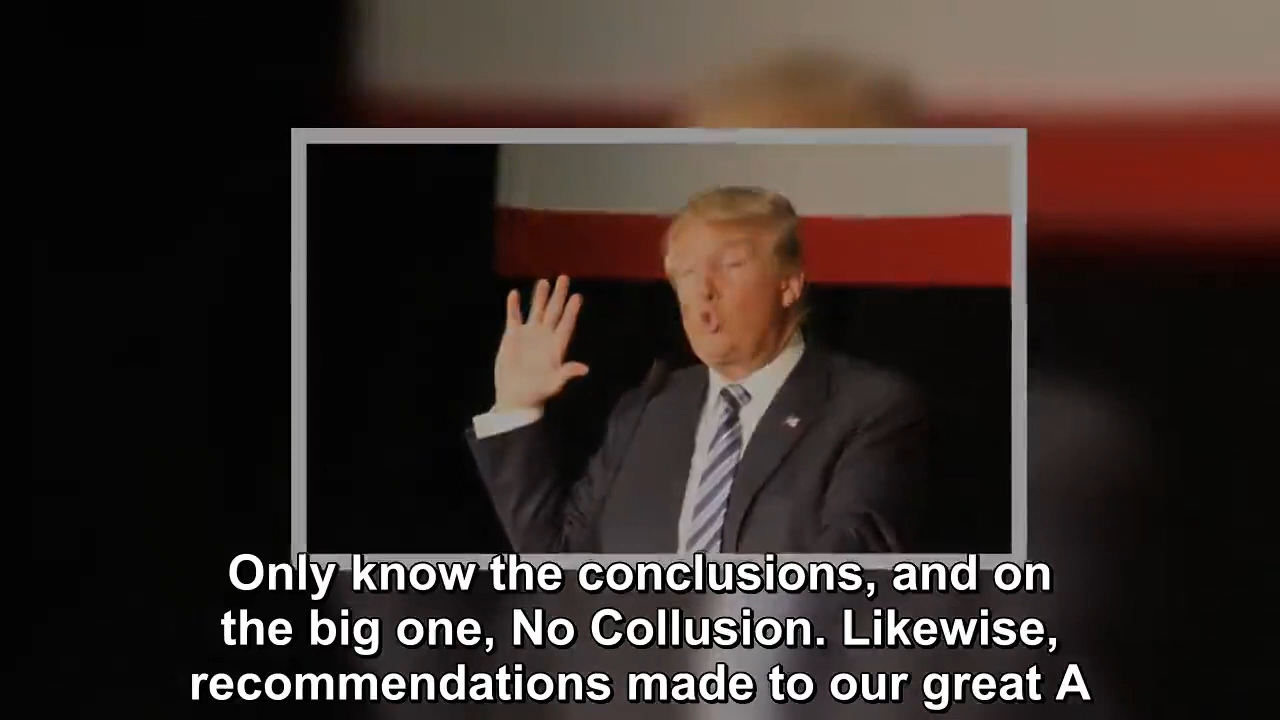 Only know the conclusions, and on
the big one, No Collusion. Likewise,
recommendations made to our great A